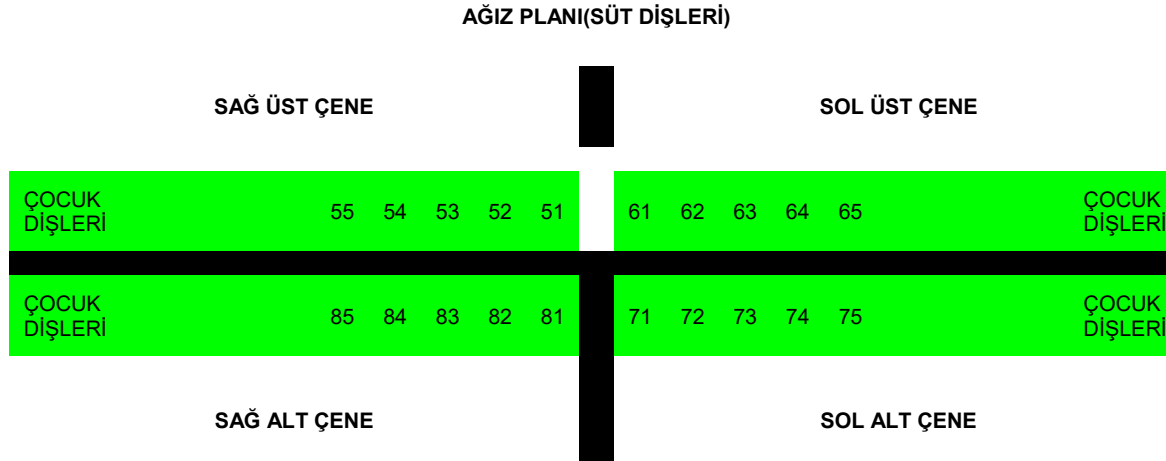 AĞIZ PLANI(SÜT DİŞLERİ)
SAĞ ÜST ÇENE SOL ÜST ÇENE
ÇOCUK DİŞLERİ 55 54 53 52 51 61 62 63 64 65 ÇOCUK DİŞLERİ
ÇOCUK DİŞLERİ 85 84 83 82 81 71 72 73 74 75 ÇOCUK DİŞLERİ
SAĞ ALT ÇENE SOL ALT ÇENE